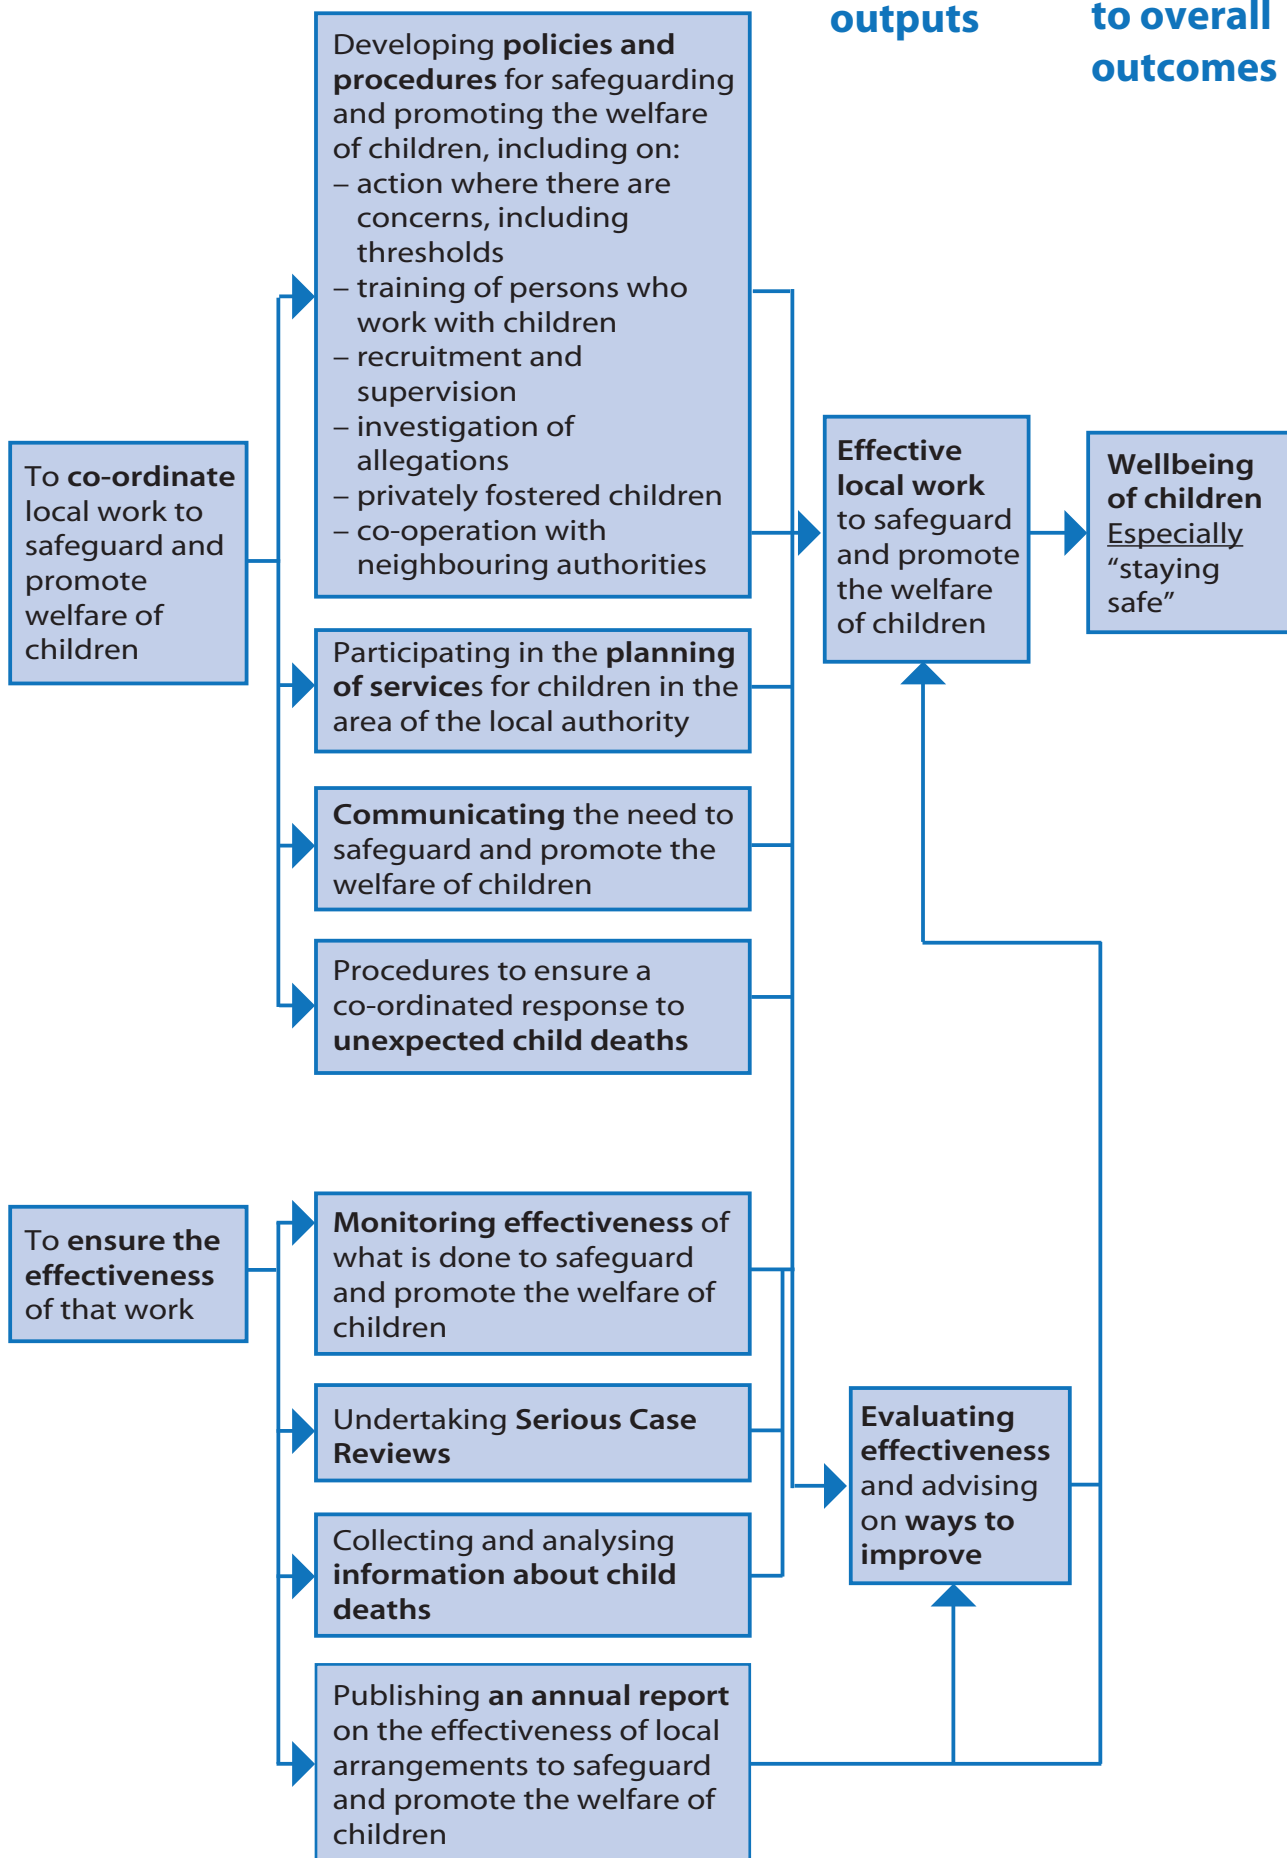 outputs
to overall
outcomes
Developing policies and
procedures for safeguarding
and promoting the welfare
of children, including on:
– action where there are
concerns, including
thresholds
– training of persons who
work with children
– recruitment and
supervision
– investigation of
allegations
– privately fostered children
– co-operation with
neighbouring authorities
To co-ordinate
local work to
safeguard and
promote
welfare of
children
Effective
local work
to safeguard
and promote
the welfare
of children
Wellbeing
of children
Especially
“staying
safe”
Participating in the planning
of services for children in the
area of the local authority
Communicating the need to
safeguard and promote the
welfare of children
Procedures to ensure a
co-ordinated response to
unexpected child deaths
To ensure the
effectiveness
of that work
Monitoring effectiveness of
what is done to safeguard
and promote the welfare of
children
Undertaking Serious Case
Reviews
Collecting and analysing
information about child
deaths
Evaluating
effectiveness
and advising
on ways to
improve
Publishing an annual report
on the effectiveness of local
arrangements to safeguard
and promote the welfare of
children